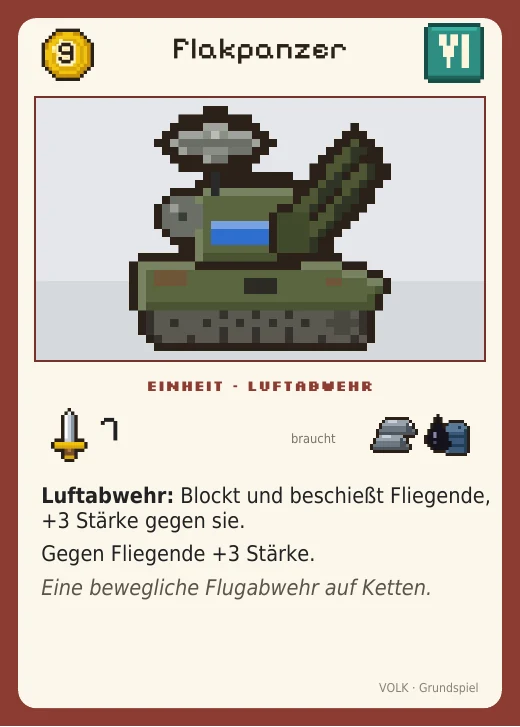 9 Flakpanzer VI
EINHEIT · LUFTABWEHR
7 braucht
Luftabwehr: Blockt und beschießt Fliegende,
+3 Stärke gegen sie.
Gegen Fliegende +3 Stärke.
Eine bewegliche Flugabwehr auf Ketten.
VOLK · Grundspiel